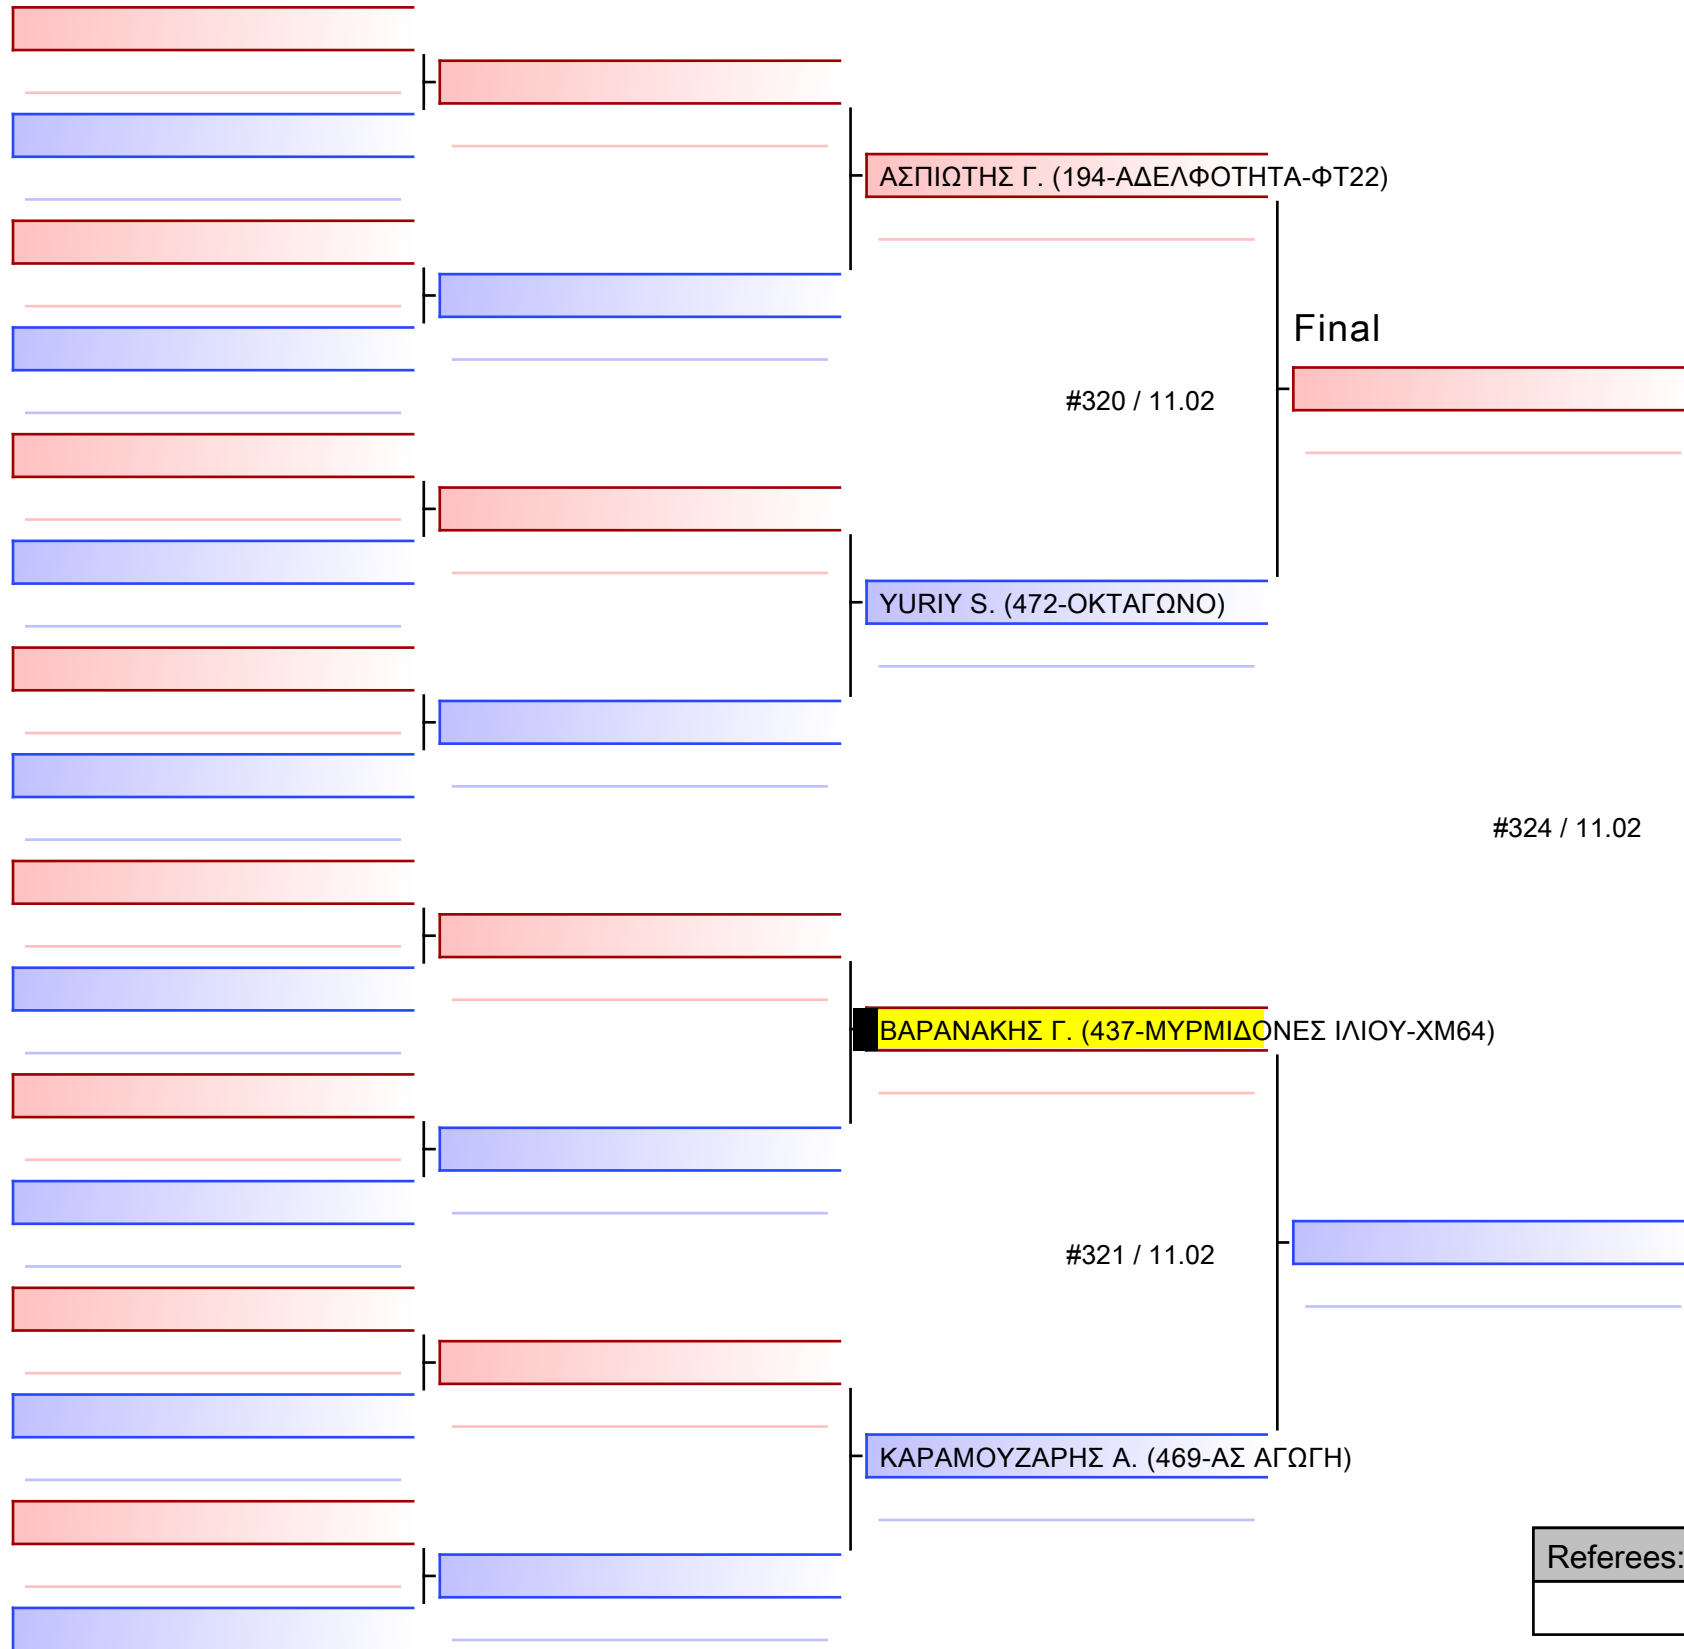 ΑΣΠΙΩΤΗΣ Γ. (194-ΑΔΕΛΦΟΤΗΤΑ-ΦΤ22)
Final
#320 / 11.02
YURIY S. (472-ΟΚΤΑΓΩΝΟ)
#324 / 11.02
ΒΑΡΑΝΑΚΗΣ Γ. (437-ΜΥΡΜΙΔΟΝΕΣ ΙΛΙΟΥ-ΧΜ64)
#321 / 11.02
ΚΑΡΑΜΟΥΖΑΡΗΣ Α. (469-ΑΣ ΑΓΩΓΗ)
Referees: